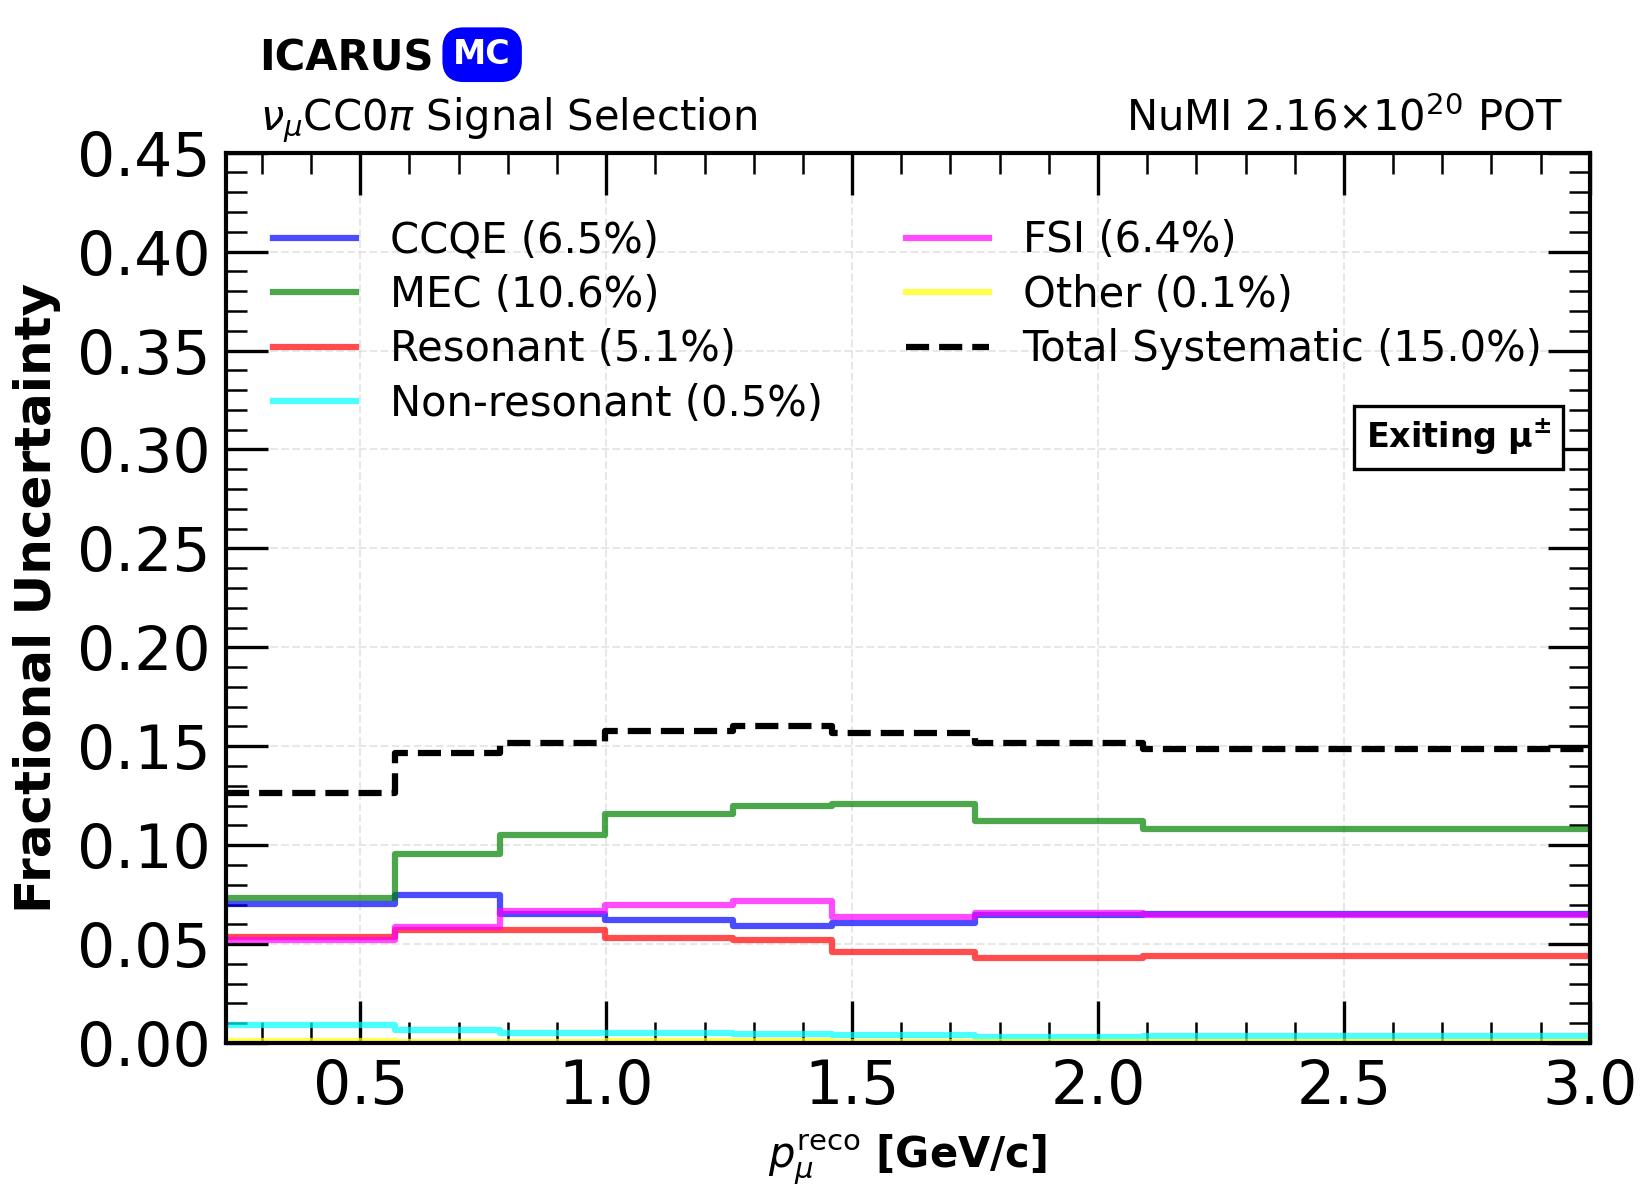 ICARUS MC
νμCC0π Signal Selection
NuMI 2.16×10²⁰ POT
0.45
0.40
0.35
0.30
0.25
0.20
0.15
0.10
0.05
0.00
Fractional Uncertainty
CCQE (6.5%)
MEC (10.6%)
Resonant (5.1%)
Non-resonant (0.5%)
FSI (6.4%)
Other (0.1%)
Total Systematic (15.0%)
Exiting μ±
0.5 1.0 1.5 2.0 2.5 3.0
pμ^reco [GeV/c]